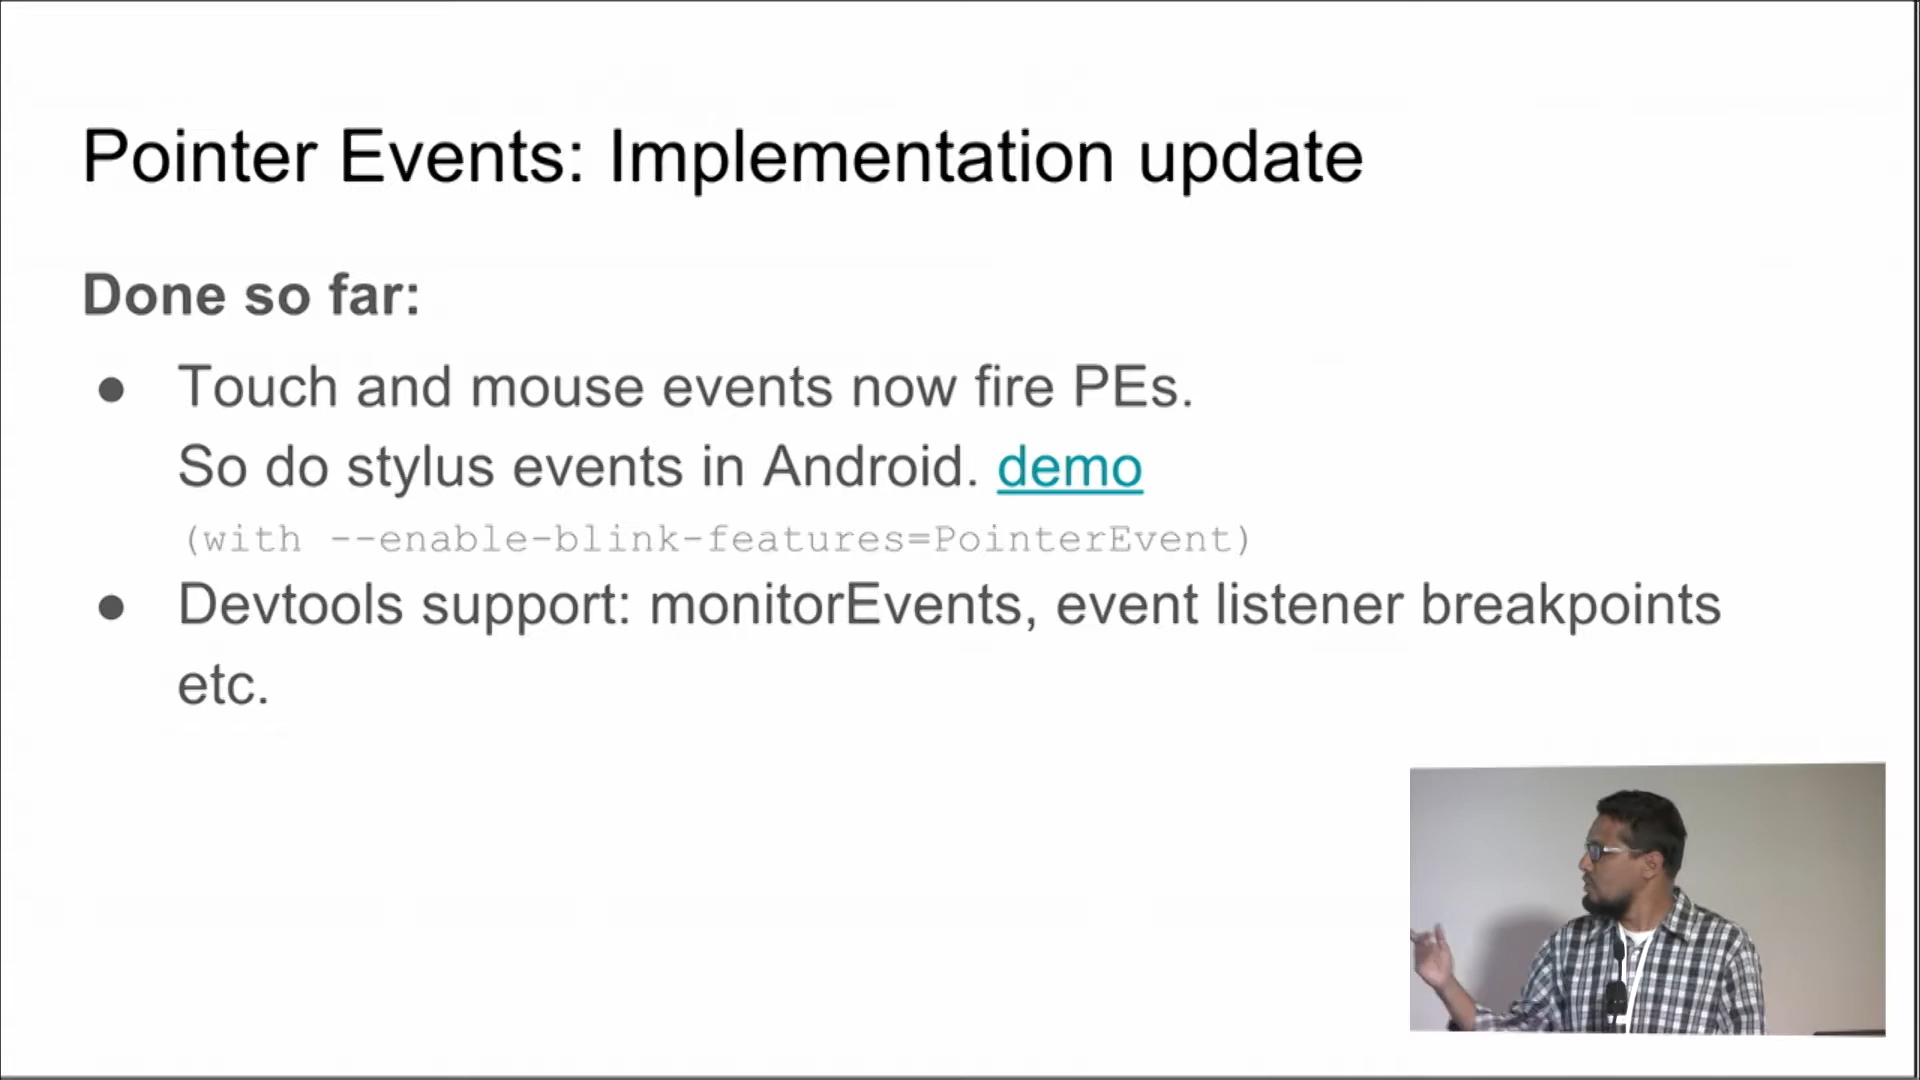 Pointer Events: Implementation update
Done so far:
● Touch and mouse events now fire PEs.
So do stylus events in Android. demo
(with --enable-blink-features=PointerEvent)
● Devtools support: monitorEvents, event listener breakpoints
etc.